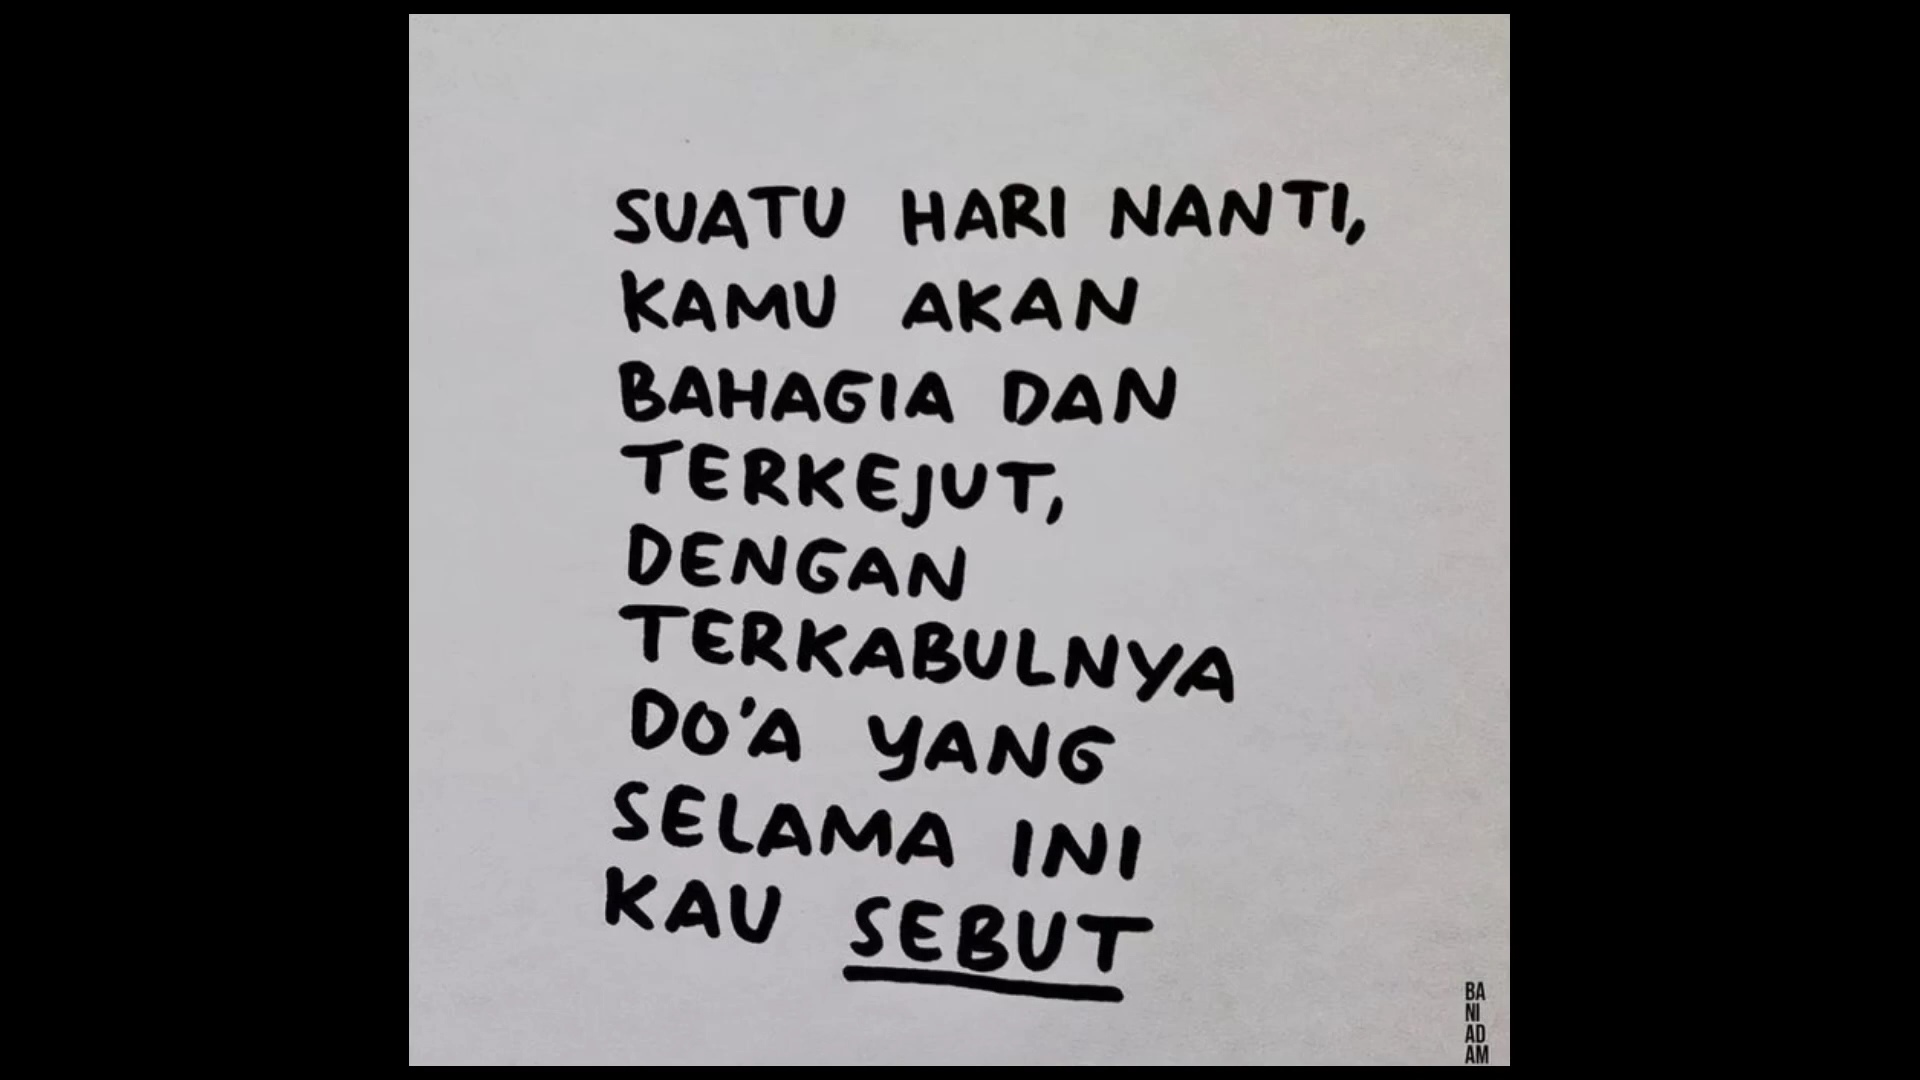 SUATU HARI NANTI,
KAMU AKAN
BAHAGIA DAN
TERKEJUT,
DENGAN
TERKABULNYA
DO'A YANG
SELAMA INI
KAU SEBUT
BA
NI
AD
AM